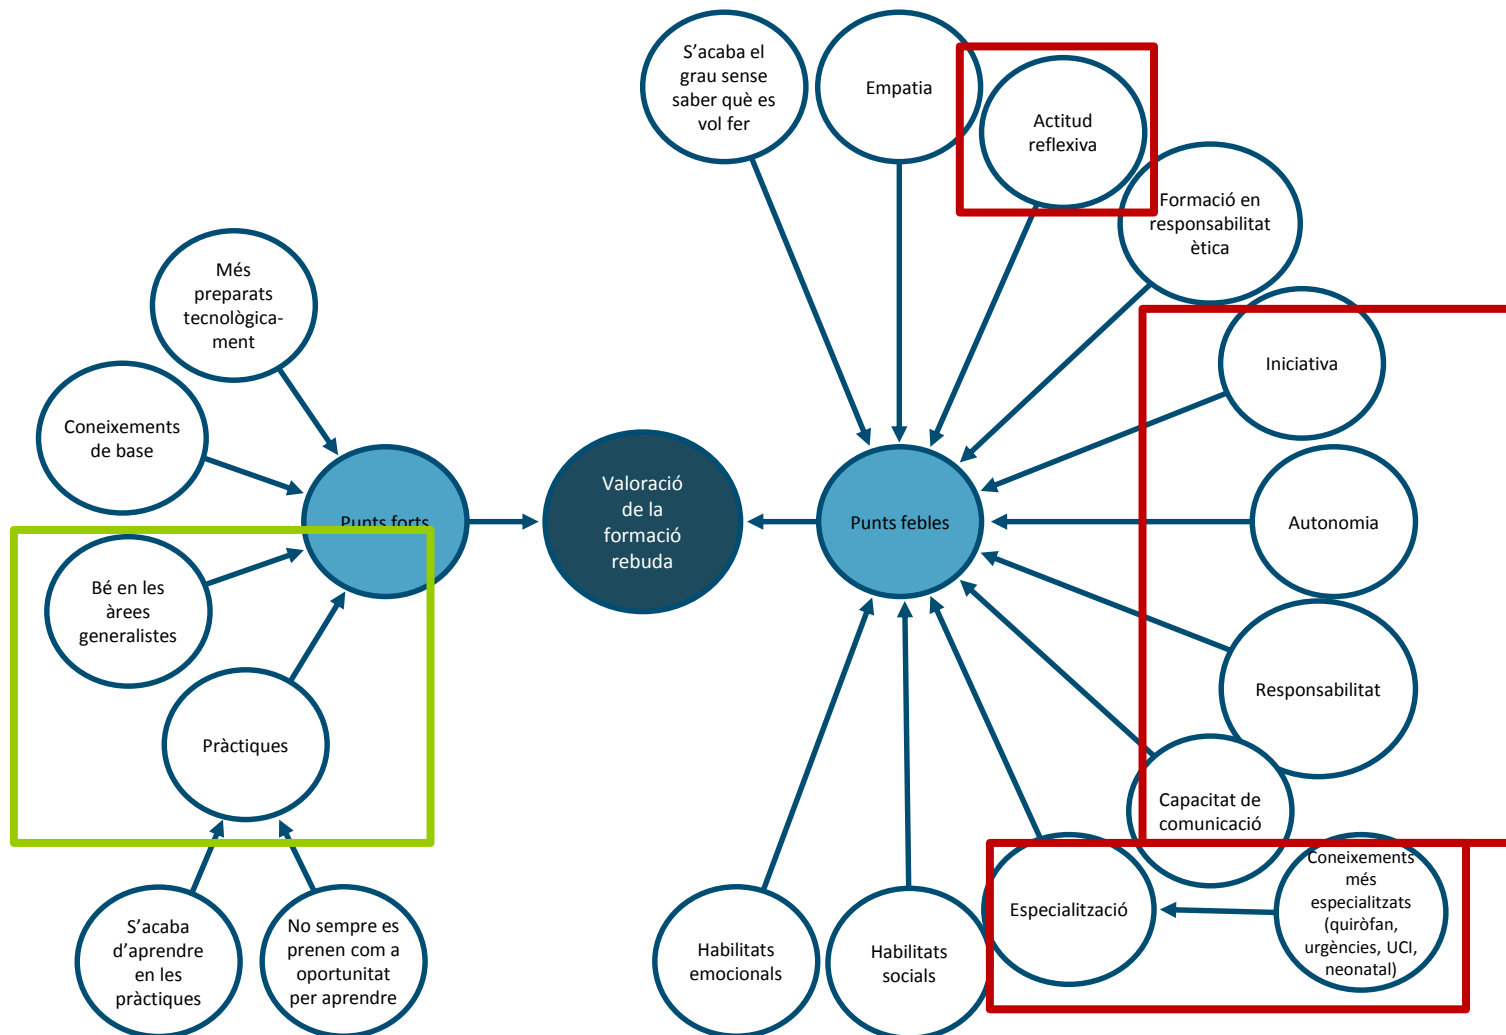 S’acaba el
grau sense
saber què es
vol fer
Empatia
Actitud
reflexiva
Formació en
responsabilitat
ètica
Més
preparats
tecnològica-
ment
Iniciativa
Coneixements
de base
Punts forts
Valoració
de la
formació
rebuda
Punts febles
Autonomia
Bé en les
àrees
generalistes
Responsabilitat
Pràctiques
Capacitat de
comunicació
S’acaba
d’aprendre
en les
pràctiques
No sempre es
prenen com a
oportunitat
per aprendre
Habilitats
emocionals
Habilitats
socials
Especialització
Coneixements
més
especialitzats
(quiròfan,
urgències, UCI,
neonatal)